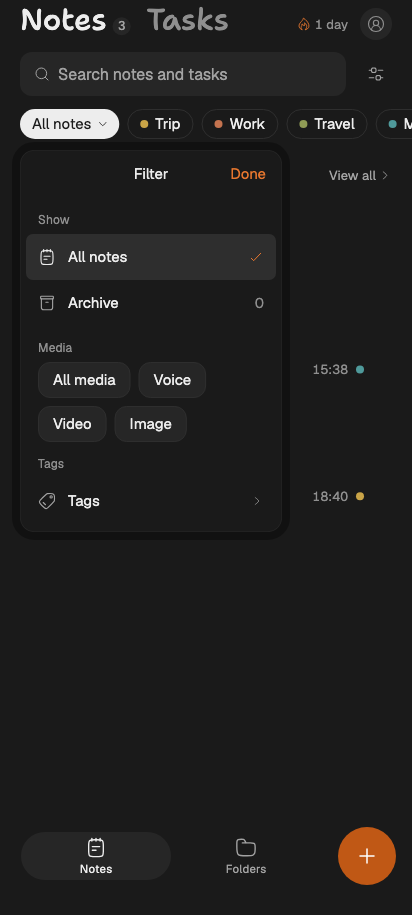 Notes 3 Tasks 1 day
Search notes and tasks
All notes Trip Work Travel M
Filter Done
View all
Show
All notes
Archive 0
Media
All media Voice
15:38
Video Image
Tags
Tags
18:40
Notes Folders